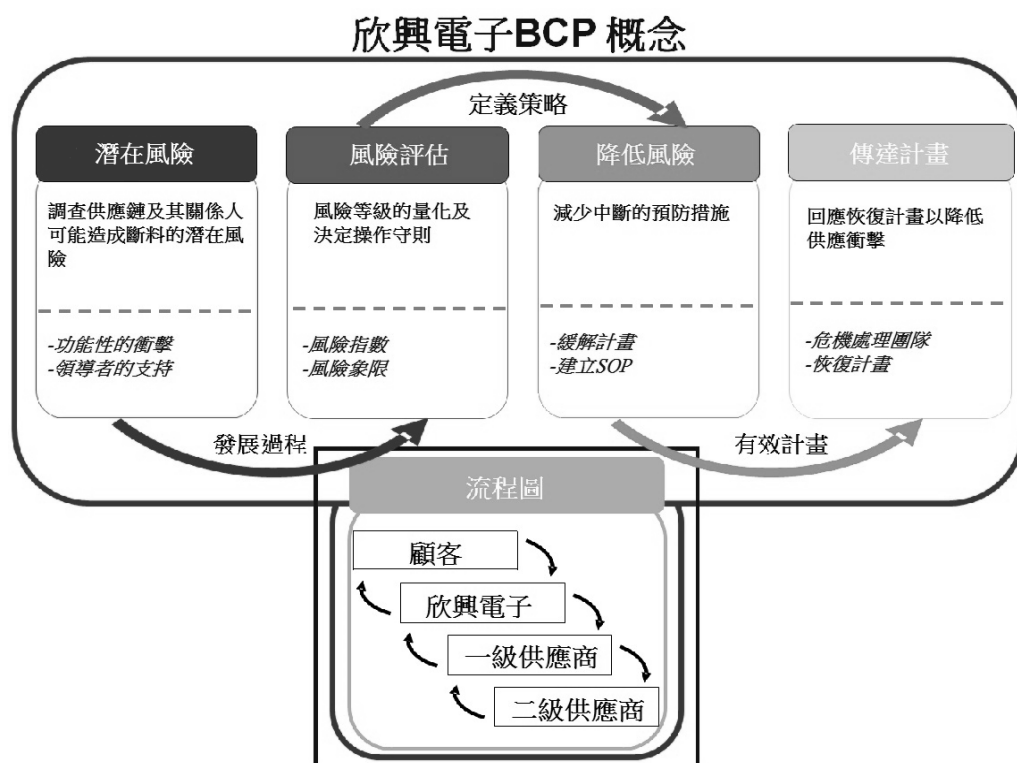 欣興電子BCP 概念
定義策略
潛在風險
調查供應鏈及其關係人
可能造成斷料的潛在風
險
-功能性的衝擊
-領導者的支持
風險評估
風險等級的量化及
決定操作守則
-風險指數
-風險象限
降低風險
減少中斷的預防措施
-緩解計畫
-建立SOP
傳達計畫
回應恢復計畫以降低
供應衝擊
-危機處理團隊
-恢復計畫
發展過程
有效計畫
流程圖
顧客
欣興電子
一級供應商
二級供應商